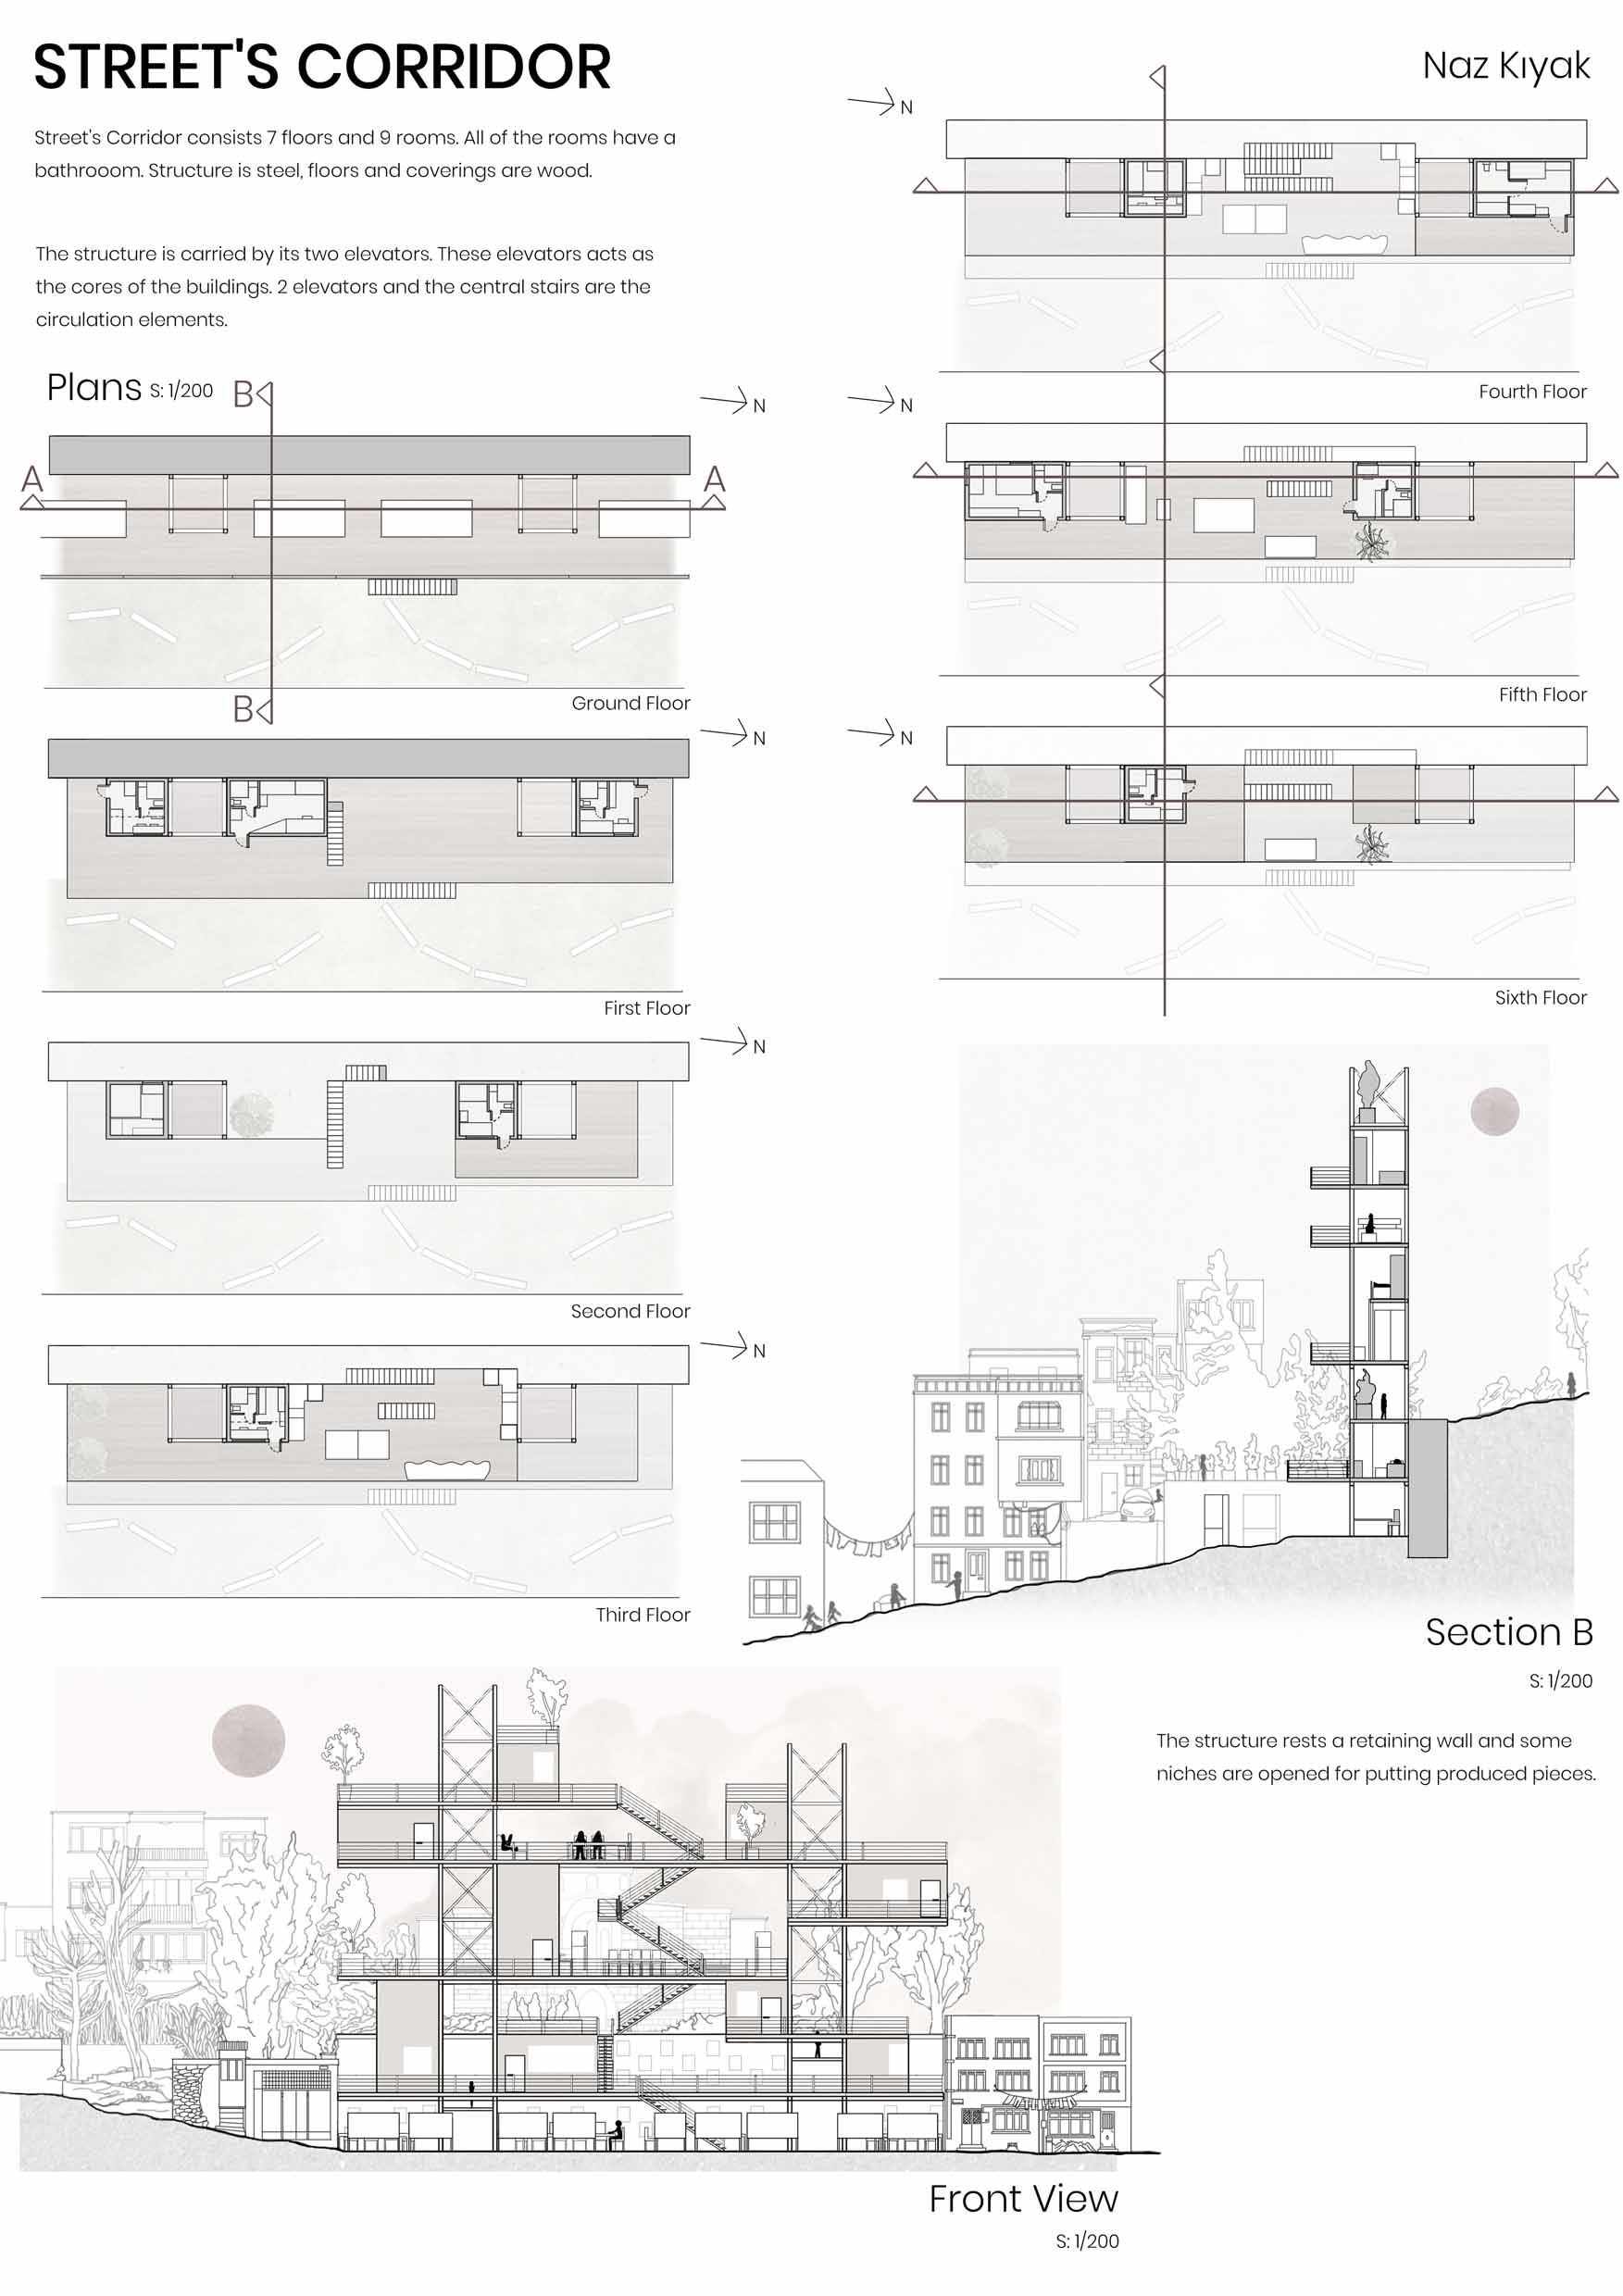 STREET'S CORRIDOR
Naz Kıyak
Street's Corridor consists 7 floors and 9 rooms. All of the rooms have a
bathrooom. Structure is steel, floors and coverings are wood.
The structure is carried by its two elevators. These elevators acts as
the cores of the buildings. 2 elevators and the central stairs are the
circulation elements.
Plans S: 1/200
B
N
A
A
B
Ground Floor
N
First Floor
N
Second Floor
N
Third Floor
N
Fourth Floor
N
Fifth Floor
N
Sixth Floor
Section B
S: 1/200
The structure rests a retaining wall and some
niches are opened for putting produced pieces.
Front View
S: 1/200